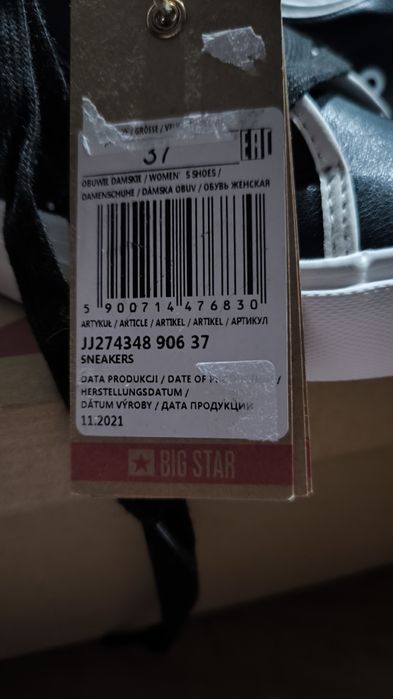 / GRÖSSE /
37
EAC
OBUWIE DAMSKIE / WOMEN'S SHOES /
DAMENSCHUHE / DÁMSKA OBUV / ОБУВЬ ЖЕНСКАЯ
5 900714 476830
ARTYKUŁ / ARTICLE / ARTIKEL / ARTIKEL / АРТИКУЛ
JJ274348 906 37
SNEAKERS
DATA PRODUKCJI / DATE OF /
HERSTELLUNGSDATUM /
DÁTUM VÝROBY / ДАТА ПРОДУКЦИИ
11.2021
BIG STAR